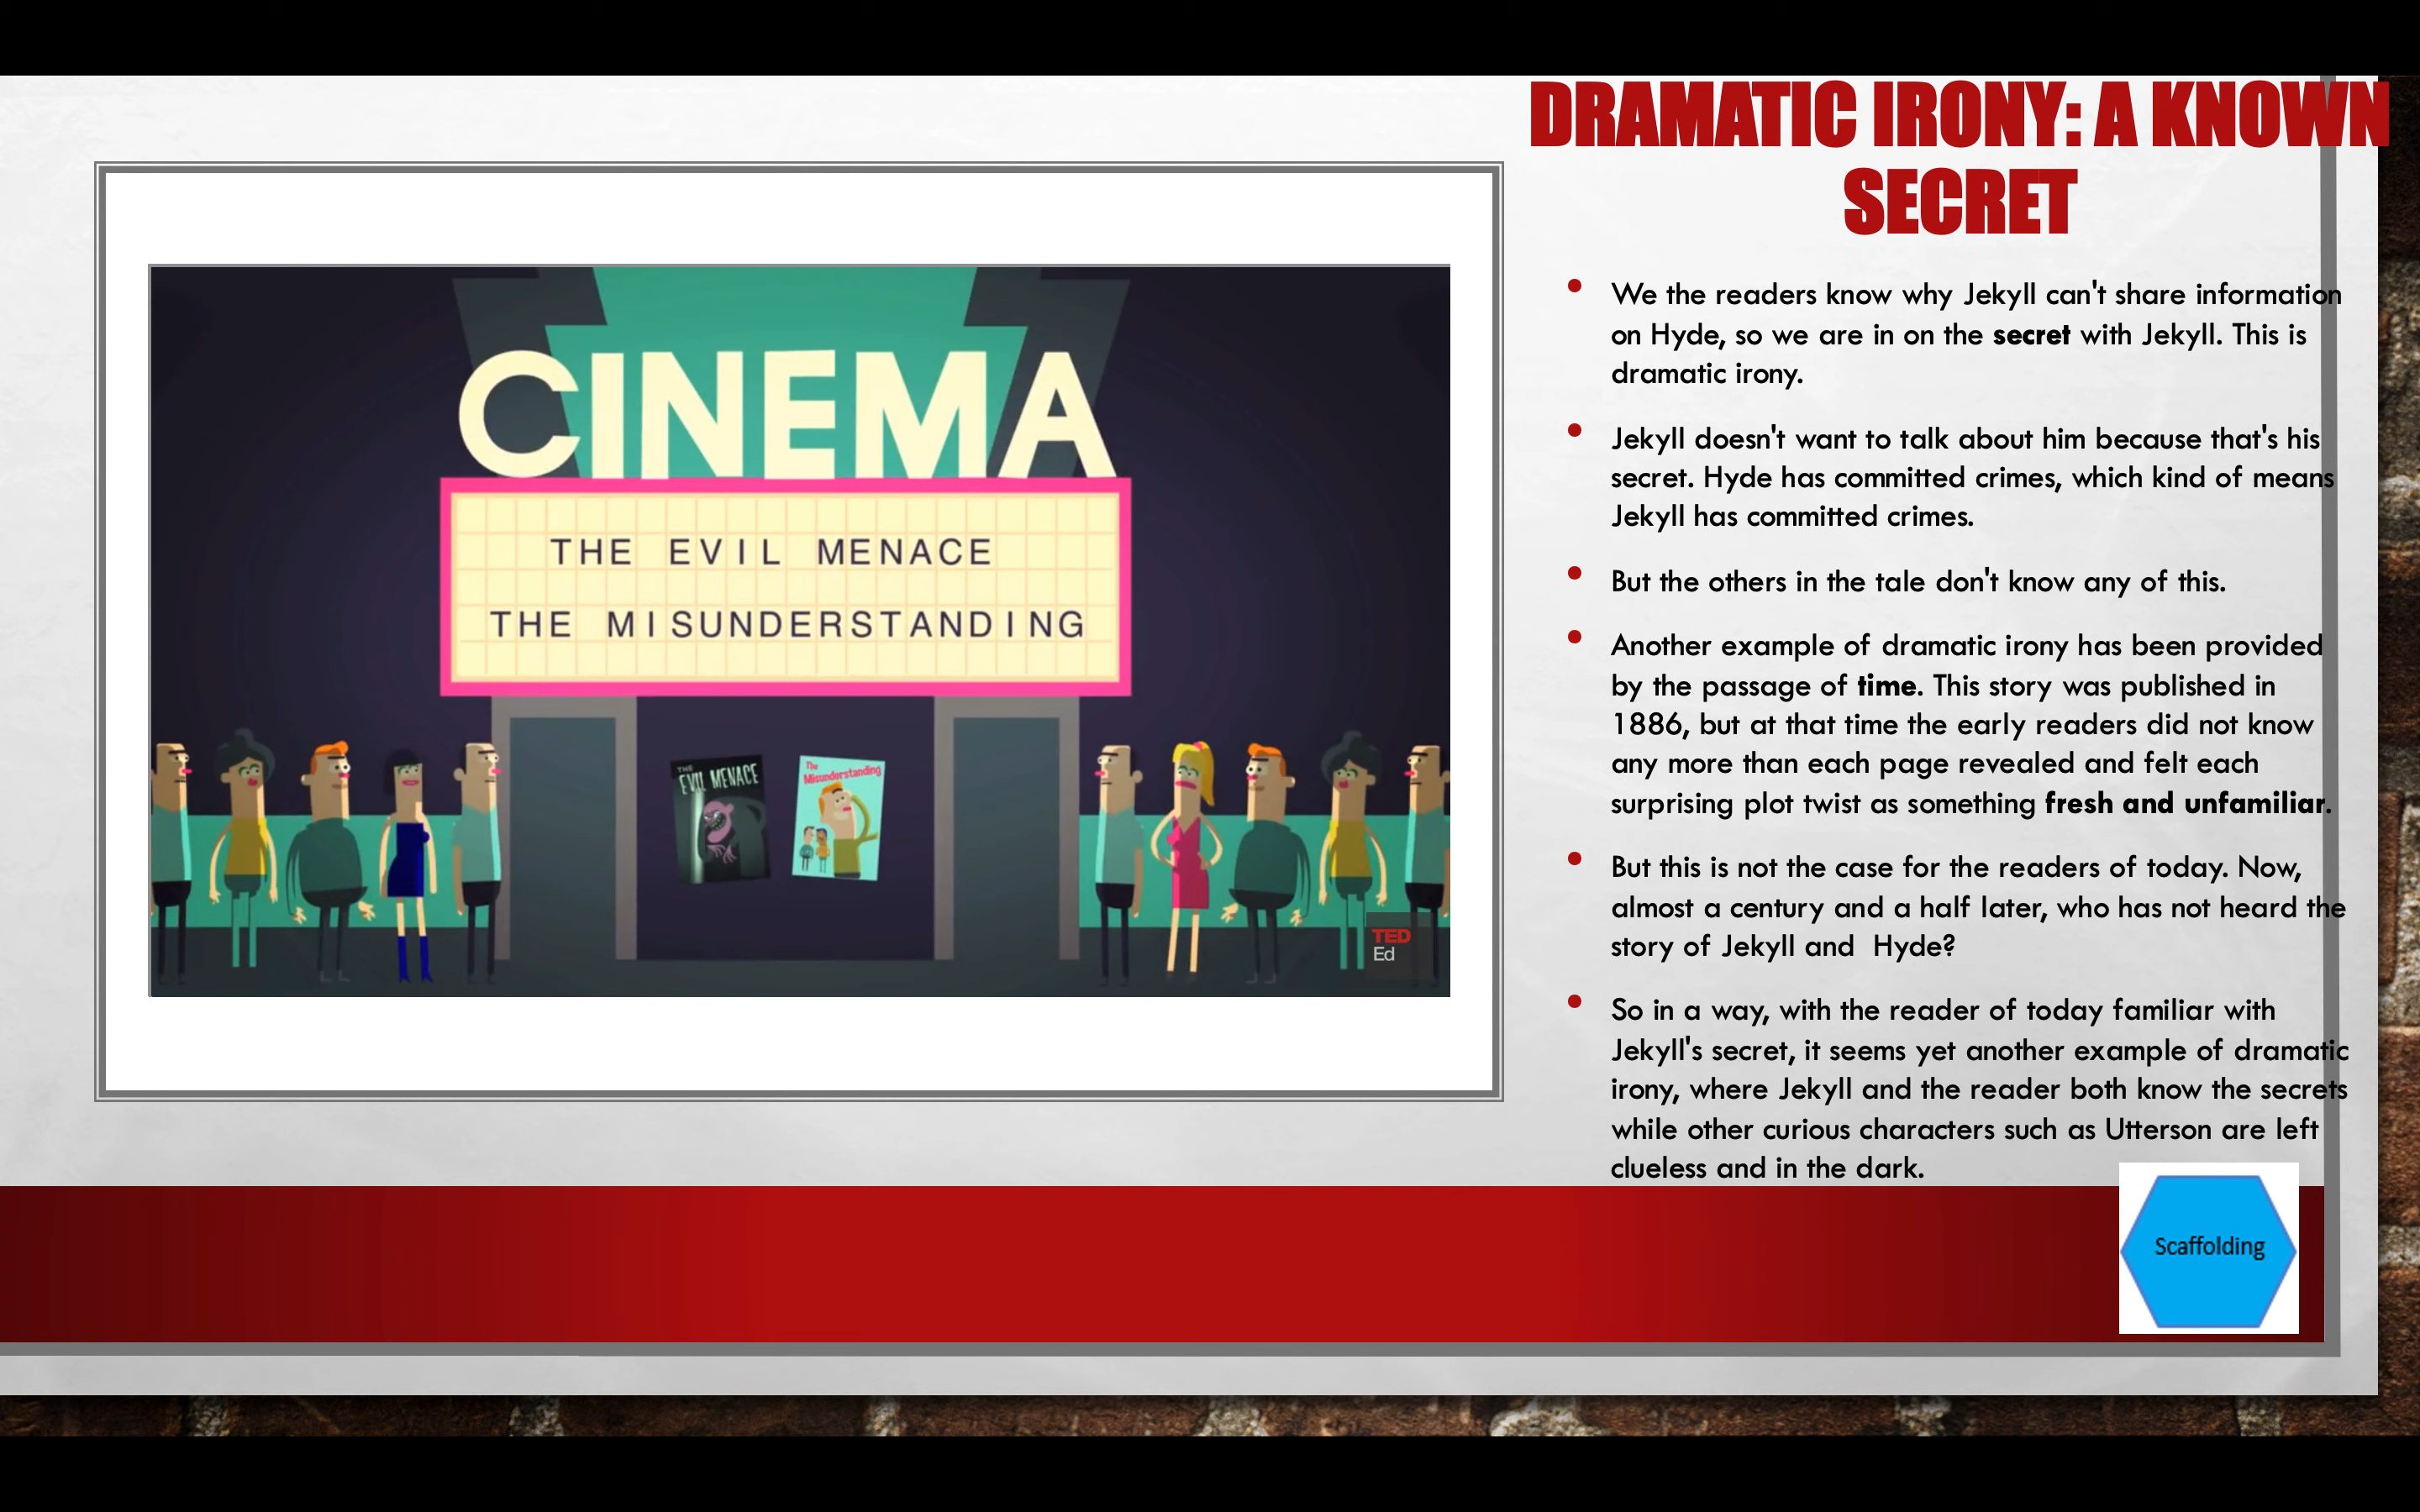 DRAMATIC IRONY: A KNOWN
SECRET
CINEMA
THE EVIL MENACE
THE MISUNDERSTANDING
THE
EVIL MENACE
The
Misunderstanding
TED
Ed
• We the readers know why Jekyll can't share information
on Hyde, so we are in on the secret with Jekyll. This is
dramatic irony.
• Jekyll doesn't want to talk about him because that's his
secret. Hyde has committed crimes, which kind of means
Jekyll has committed crimes.
• But the others in the tale don't know any of this.
• Another example of dramatic irony has been provided
by the passage of time. This story was published in
1886, but at that time the early readers did not know
any more than each page revealed and felt each
surprising plot twist as something fresh and unfamiliar.
• But this is not the case for the readers of today. Now,
almost a century and a half later, who has not heard the
story of Jekyll and  Hyde?
• So in a way, with the reader of today familiar with
Jekyll's secret, it seems yet another example of dramatic
irony, where Jekyll and the reader both know the secrets
while other curious characters such as Utterson are left
clueless and in the dark.
Scaffolding